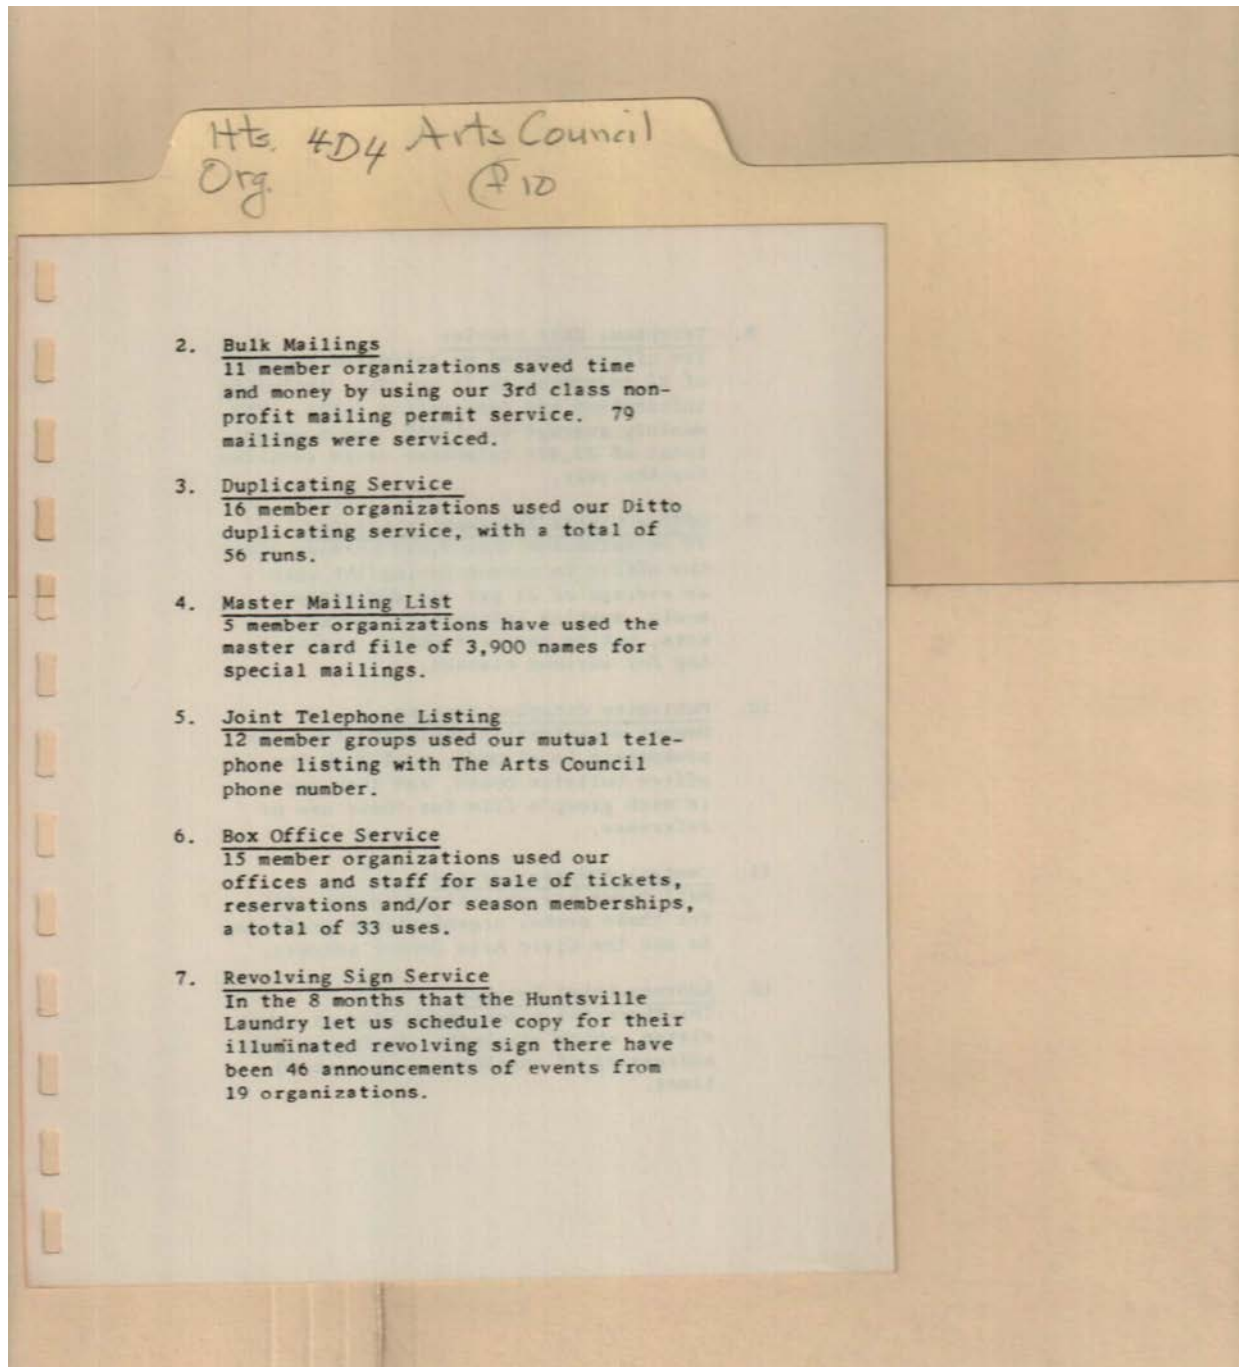 Hts. 4D4 Arts Council
Org. 10
2. Bulk Mailings
11 member organizations saved time
and money by using our 3rd class non-
profit mailing permit service. 79
mailings were serviced.
3. Duplicating Service
16 member organizations used our Ditto
duplicating service, with a total of
56 runs.
4. Master Mailing List
5 member organizations have used the
master card file of 3,900 names for
special mailings.
5. Joint Telephone Listing
12 member groups used our mutual tele-
phone listing with The Arts Council
phone number.
6. Box Office Service
15 member organizations used our
offices and staff for sale of tickets,
reservations and/or season memberships,
a total of 33 uses.
7. Revolving Sign Service
In the 8 months that the Huntsville
Laundry let us schedule copy for their
illuminated revolving sign there have
been 46 announcements of events from
19 organizations.